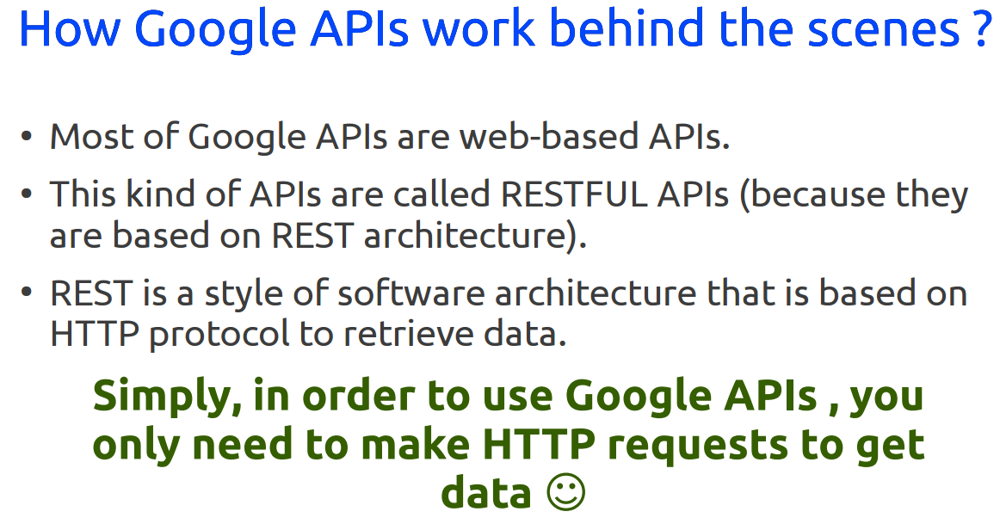 How Google APIs work behind the scenes ?
• Most of Google APIs are web-based APIs.
• This kind of APIs are called RESTFUL APIs (because they
are based on REST architecture).
• REST is a style of software architecture that is based on
HTTP protocol to retrieve data.
Simply, in order to use Google APIs , you
only need to make HTTP requests to get
data ☺